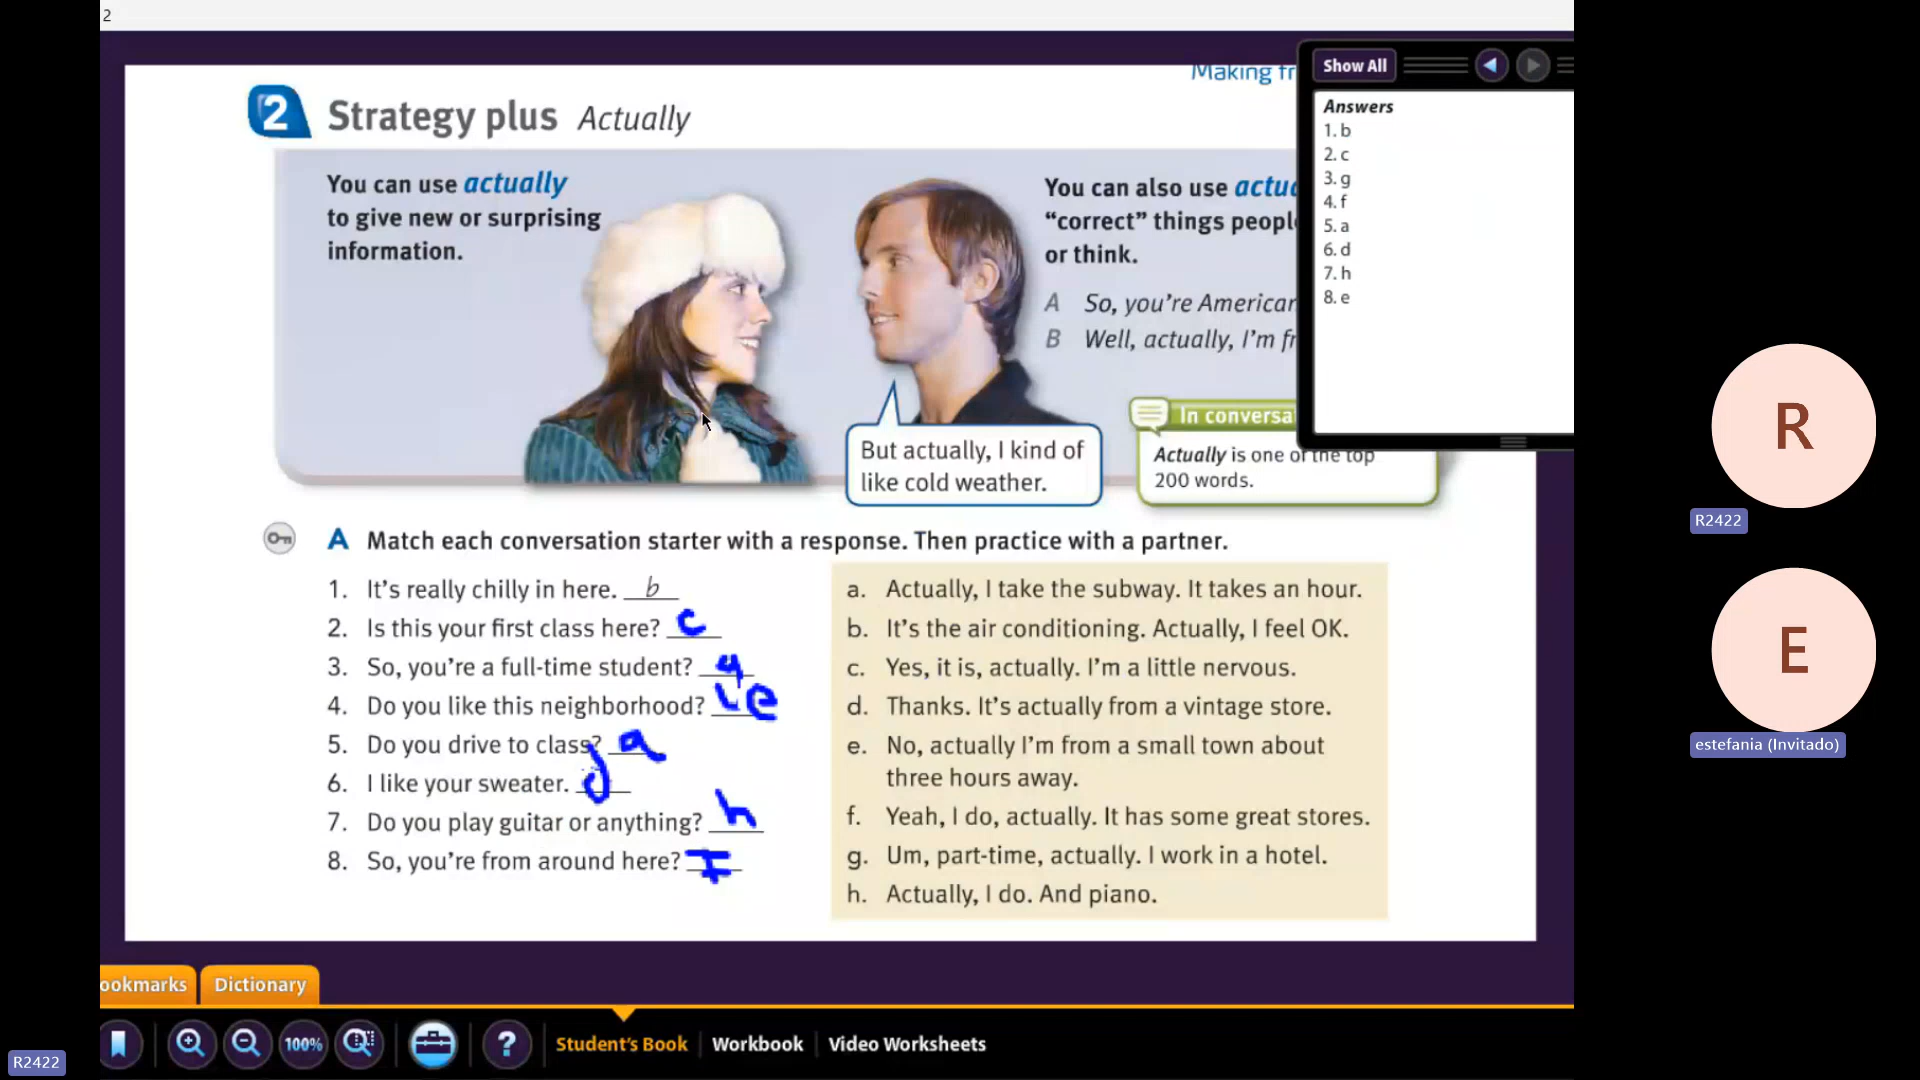 2
Making fr
2 Strategy plus Actually
You can use actually
to give new or surprising
information.
You can also use actua
“correct” things people
or think.
A So, you’re American
B Well, actually, I’m fr
But actually, I kind of
like cold weather.
In conversa
Actually is one of the top
200 words.
Show All
Answers
1. b
2. c
3. g
4. f
5. a
6. d
7. h
8. e
A Match each conversation starter with a response. Then practice with a partner.
1. It’s really chilly in here. b
2. Is this your first class here? c
3. So, you’re a full-time student? g
4. Do you like this neighborhood? e
5. Do you drive to class? a
6. I like your sweater. d
7. Do you play guitar or anything? h
8. So, you’re from around here?
a. Actually, I take the subway. It takes an hour.
b. It’s the air conditioning. Actually, I feel OK.
c. Yes, it is, actually. I’m a little nervous.
d. Thanks. It’s actually from a vintage store.
e. No, actually I’m from a small town about
three hours away.
f. Yeah, I do, actually. It has some great stores.
g. Um, part-time, actually. I work in a hotel.
h. Actually, I do. And piano.
ookmarks
Dictionary
100%
?
Student’s Book
Workbook
Video Worksheets
R
R2422
E
estefania (Invitado)
R2422